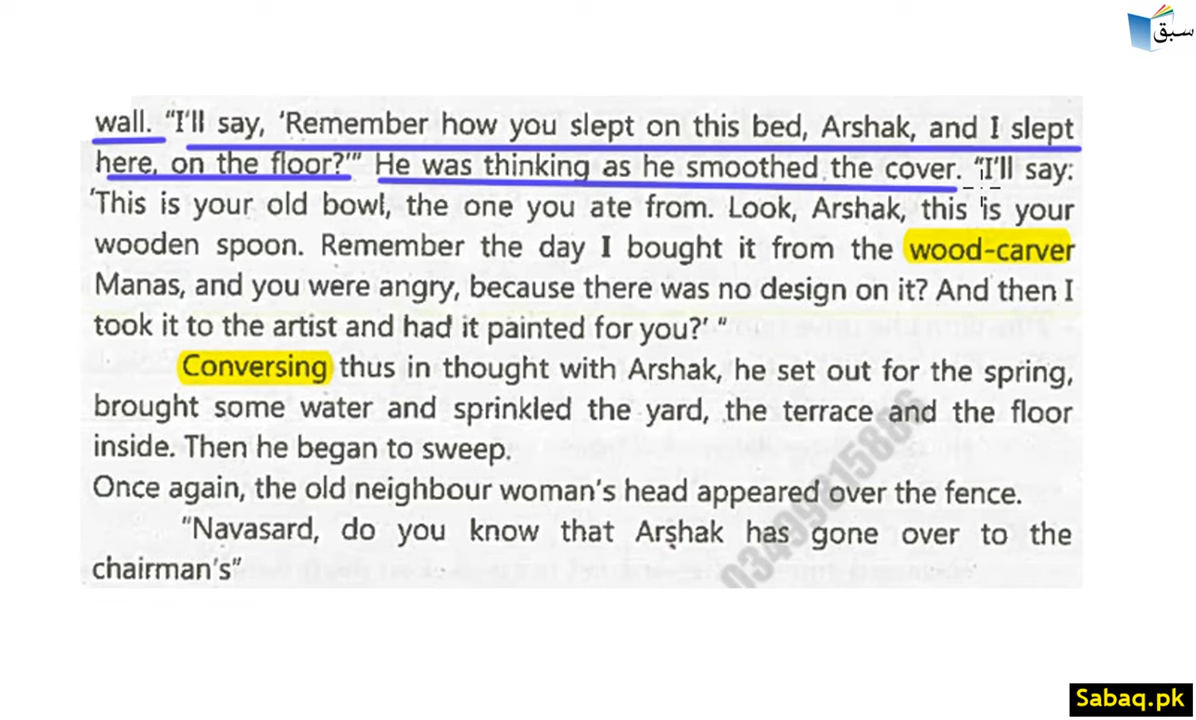 سبق
wall. "I'll say, 'Remember how you slept on this bed, Arshak, and I slept
here, on the floor?'" He was thinking as he smoothed the cover. "I'll say:
'This is your old bowl, the one you ate from. Look, Arshak, this is your
wooden spoon. Remember the day I bought it from the wood-carver
Manas, and you were angry, because there was no design on it? And then I
took it to the artist and had it painted for you?' "
Conversing thus in thought with Arshak, he set out for the spring,
brought some water and sprinkled the yard, the terrace and the floor
inside. Then he began to sweep.
Once again, the old neighbour woman's head appeared over the fence.
"Navasard, do you know that Arshak has gone over to the
chairman's"
Sabaq.pk